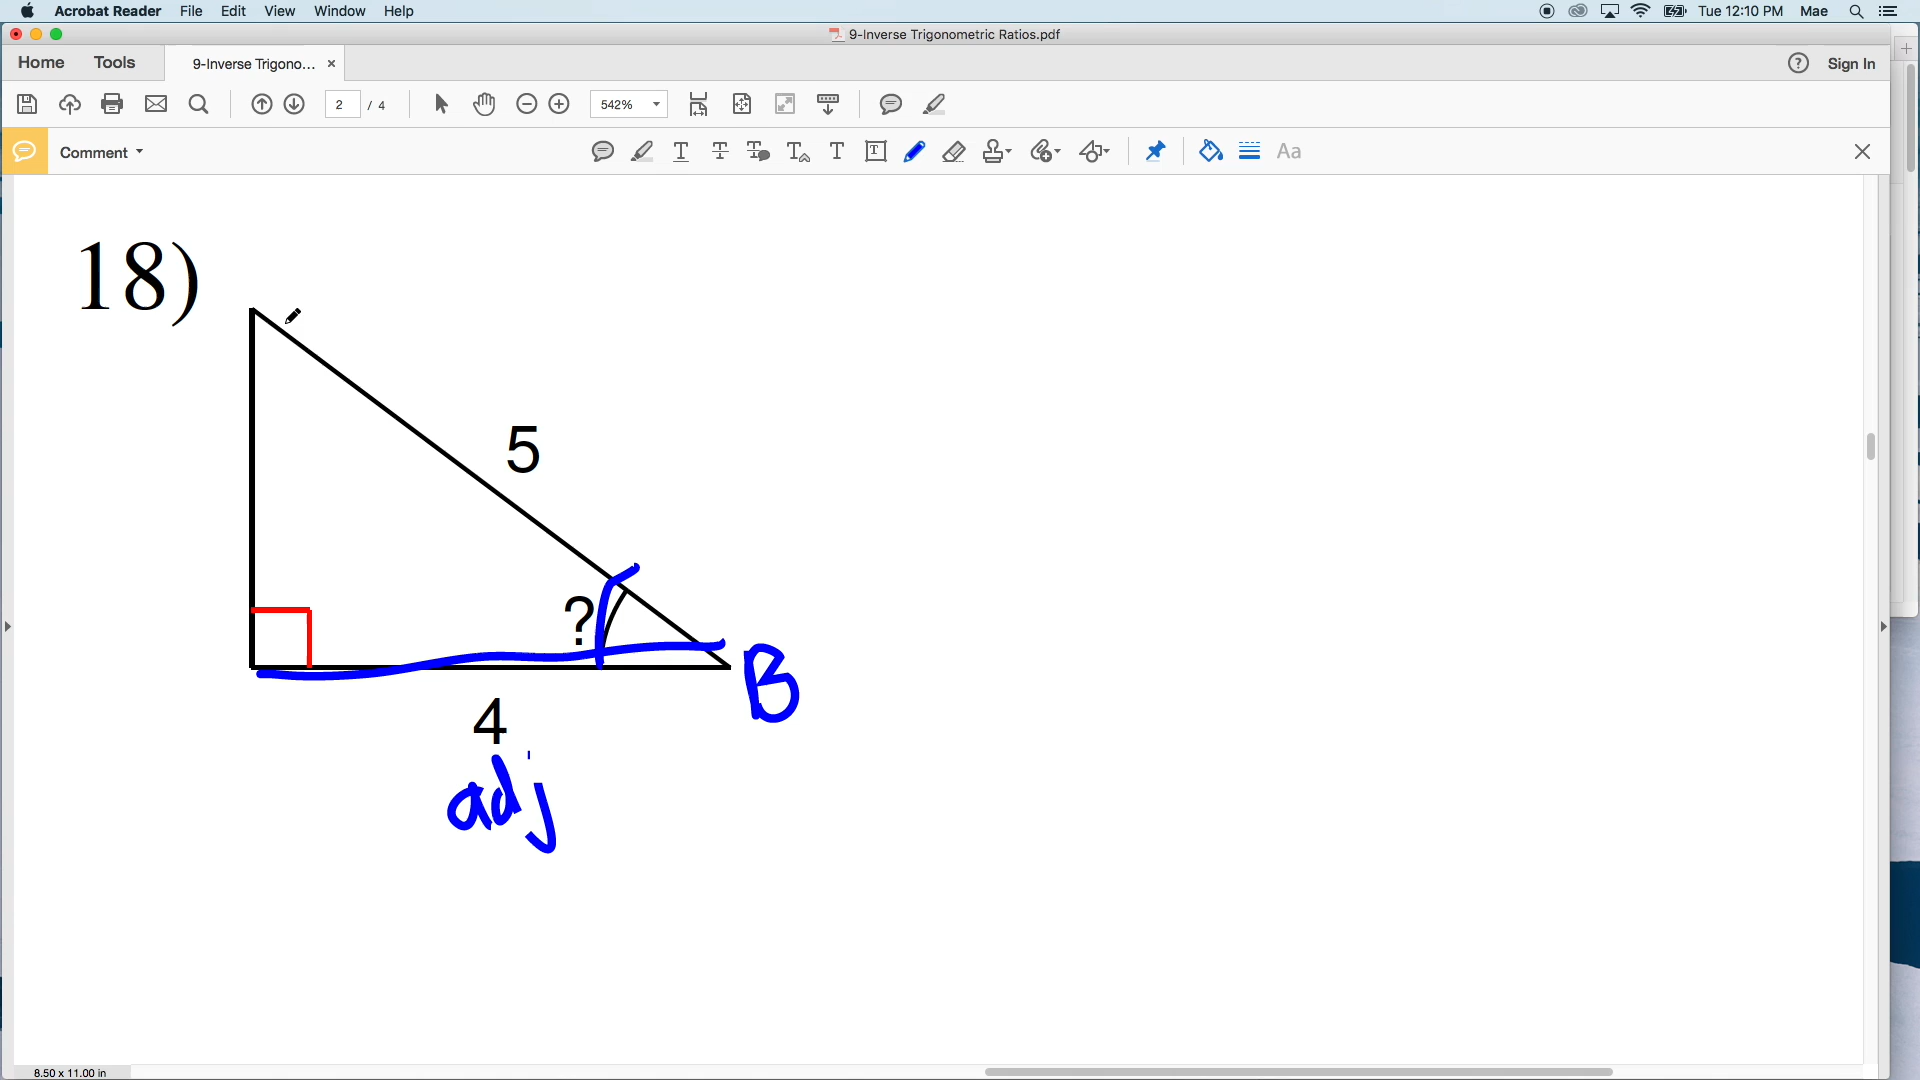 Acrobat Reader File Edit View Window Help Tue 12:10 PM Mae
9-Inverse Trigonometric Ratios.pdf
Home Tools 9-Inverse Trigono... × ? Sign In
2 / 4 542%
Comment T T T T T T Aa
18)
5
?
B
4
adj
8.50 x 11.00 in